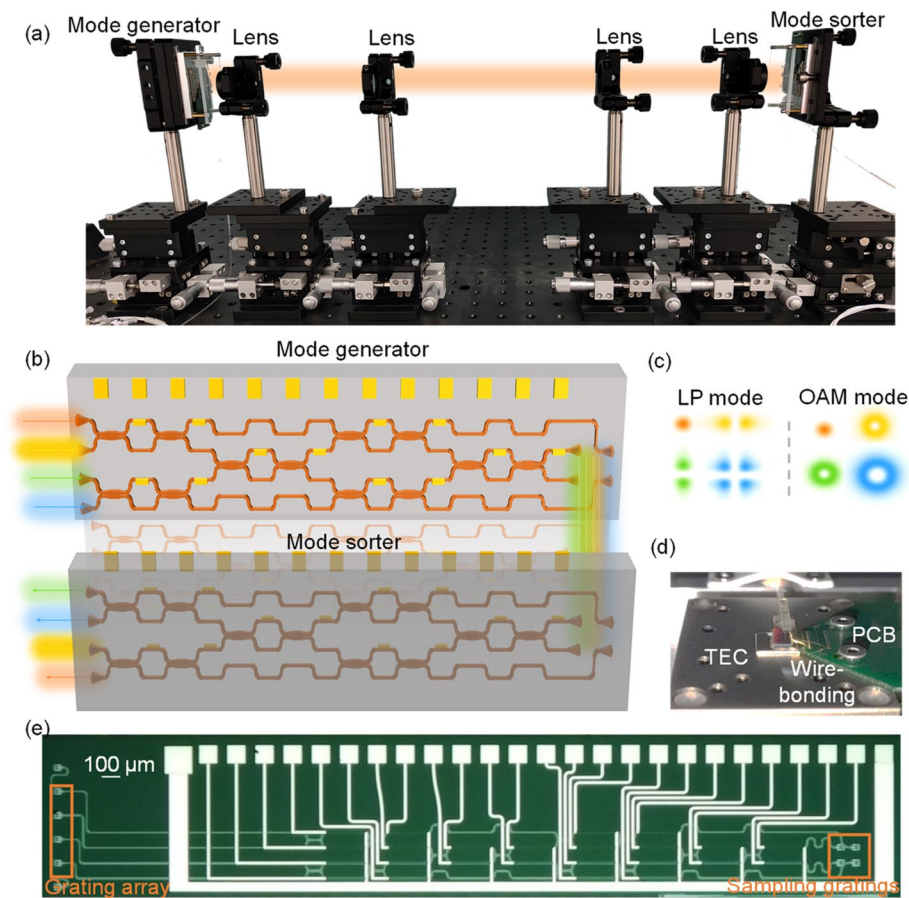 (a)
Mode generator
Lens
Lens
Lens
Lens
Mode sorter
(b)
Mode generator
Mode sorter
(c)
LP mode
OAM mode
(d)
TEC
Wire-
bonding
PCB
(e)
100 µm
Grating array
Sampling gratings